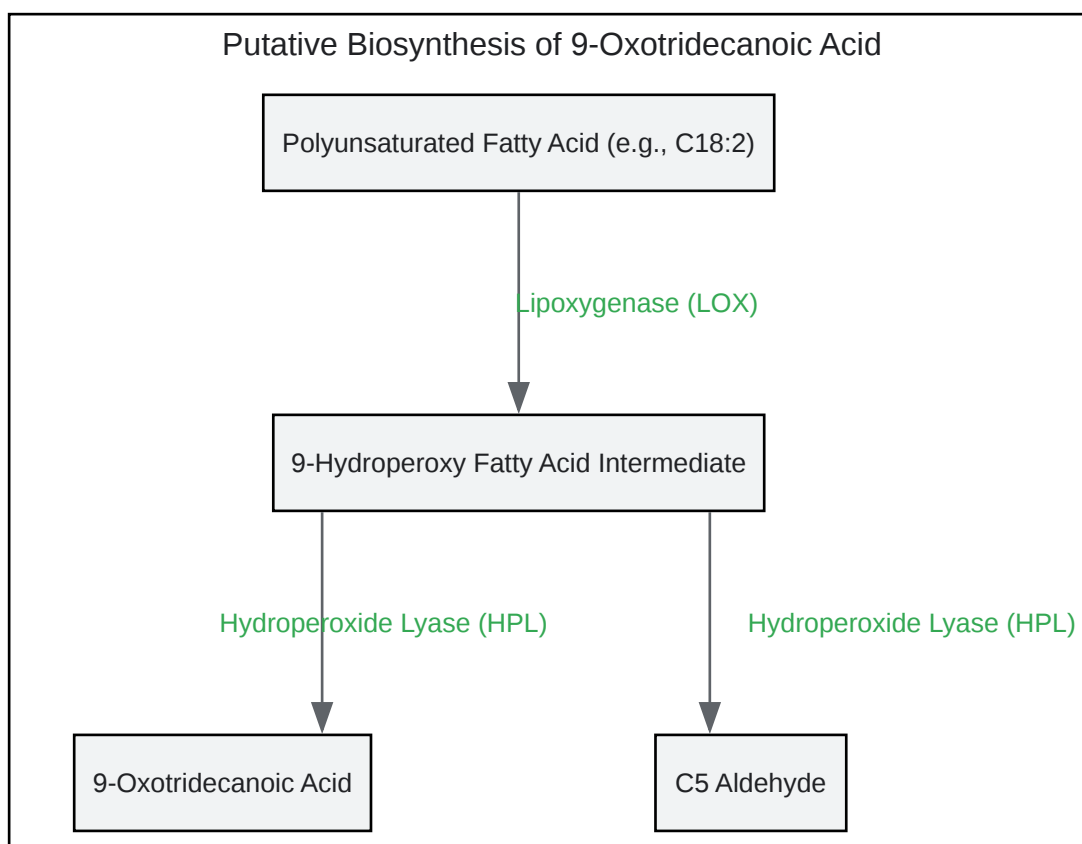 Putative Biosynthesis of 9-Oxotridecanoic Acid
Polyunsaturated Fatty Acid (e.g., C18:2)
Lipoxygenase (LOX)
9-Hydroperoxy Fatty Acid Intermediate
Hydroperoxide Lyase (HPL)
Hydroperoxide Lyase (HPL)
9-Oxotridecanoic Acid
C5 Aldehyde